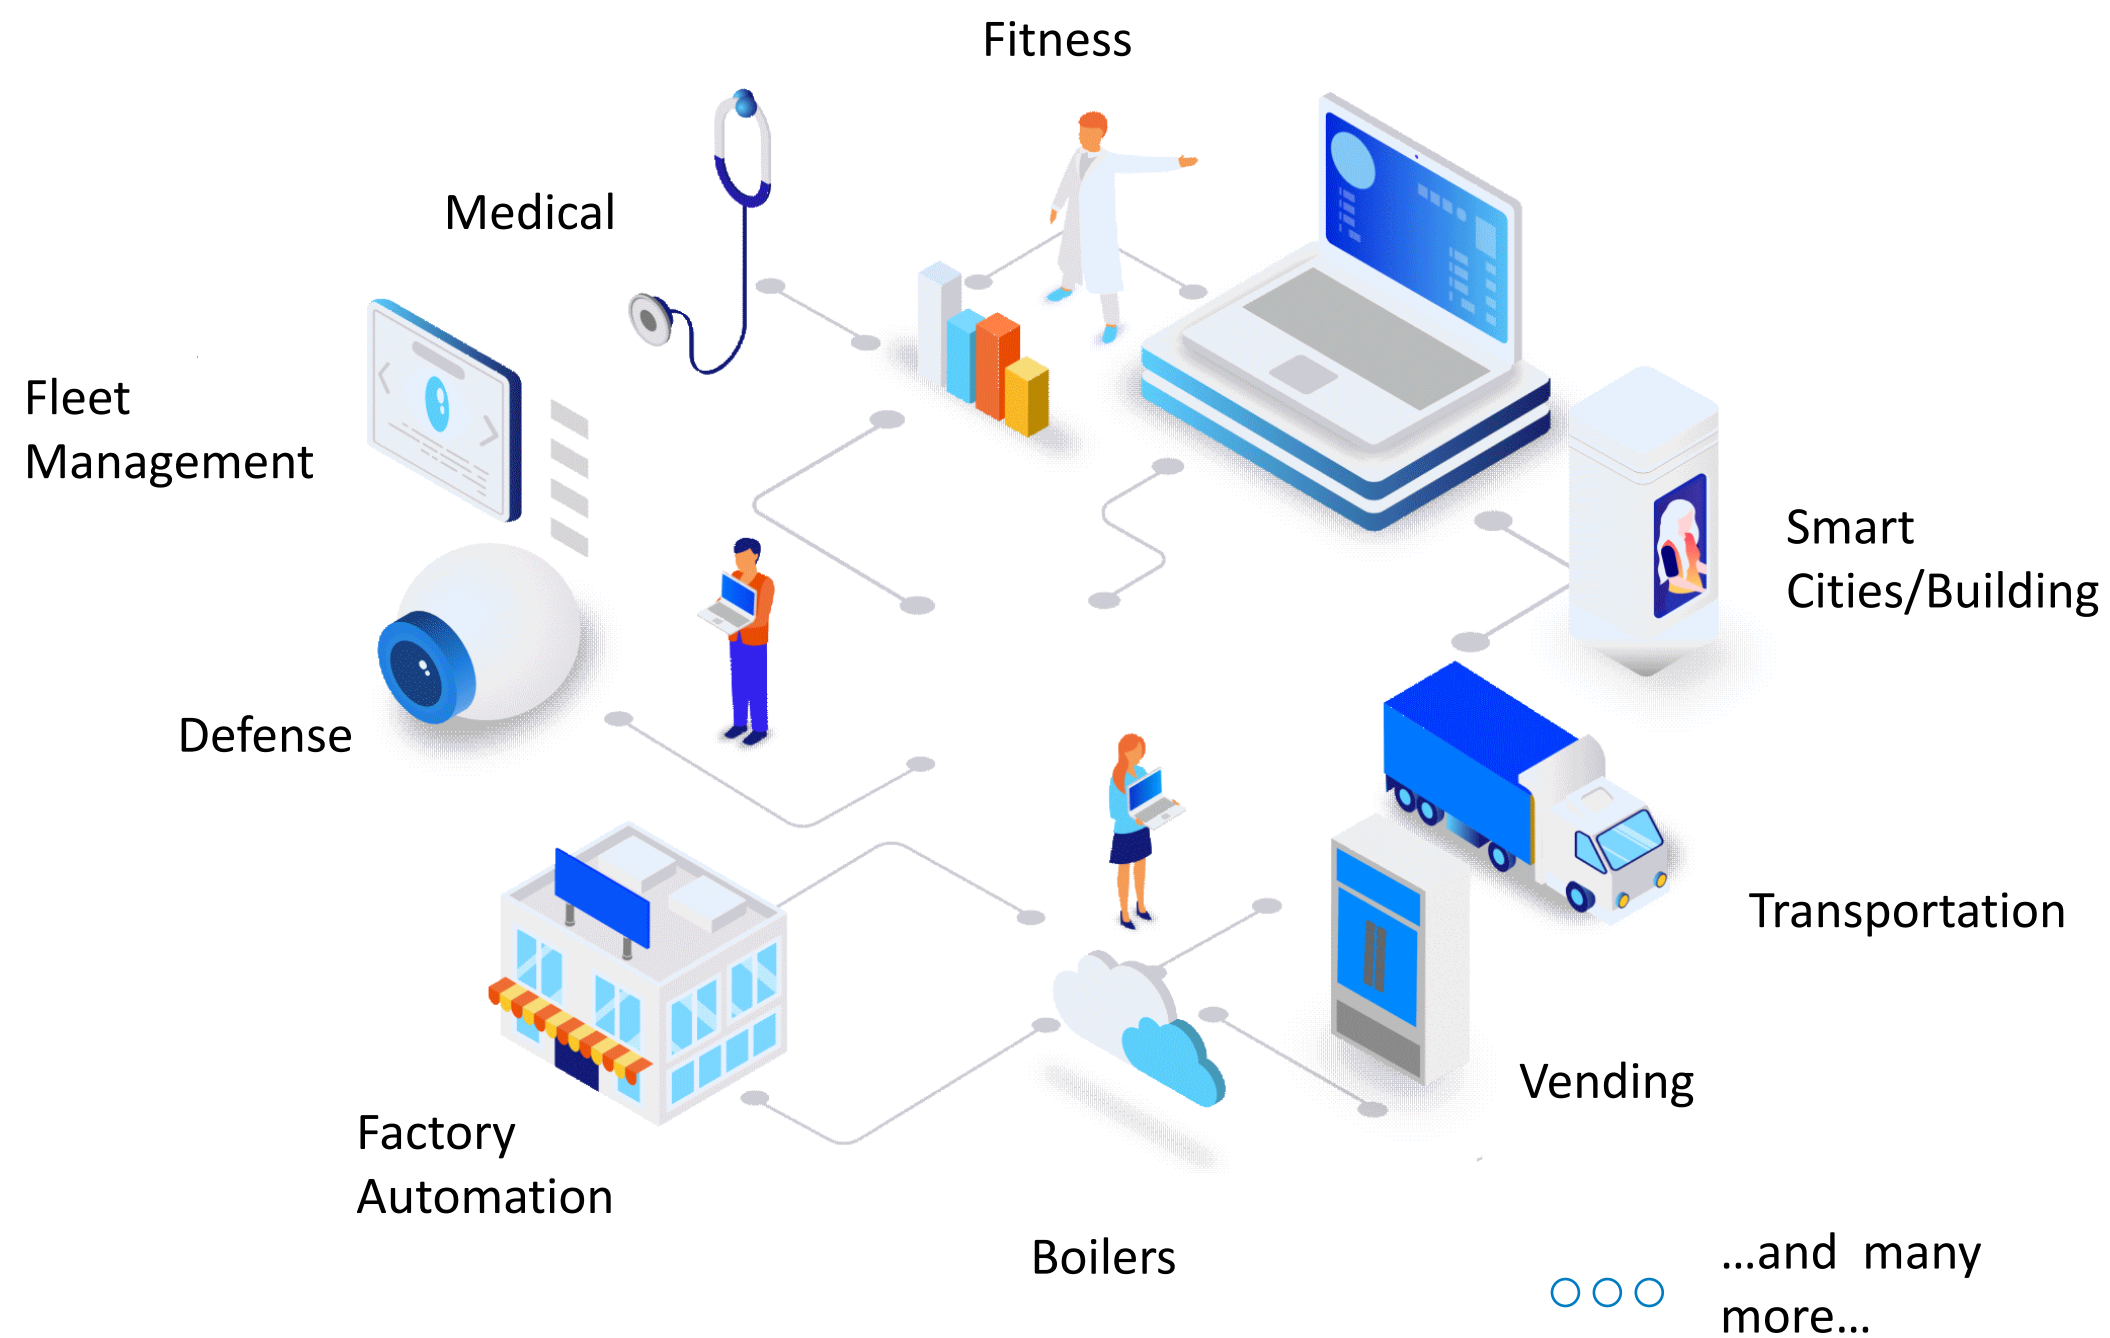 Fitness
Medical
Fleet
Management
Smart
Cities/Building
Defense
Transportation
Vending
Factory
Automation
Boilers
...and many
more...